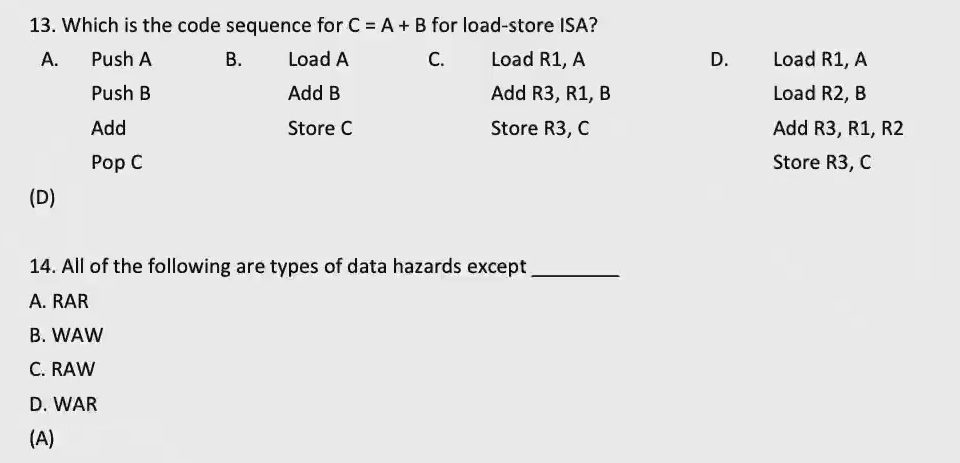 13. Which is the code sequence for C = A + B for load-store ISA?
A. Push A B. Load A C. Load R1, A D. Load R1, A
Push B Add B Add R3, R1, B Load R2, B
Add Store C Store R3, C Add R3, R1, R2
Pop C Store R3, C
(D)
14. All of the following are types of data hazards except ________
A. RAR
B. WAW
C. RAW
D. WAR
(A)